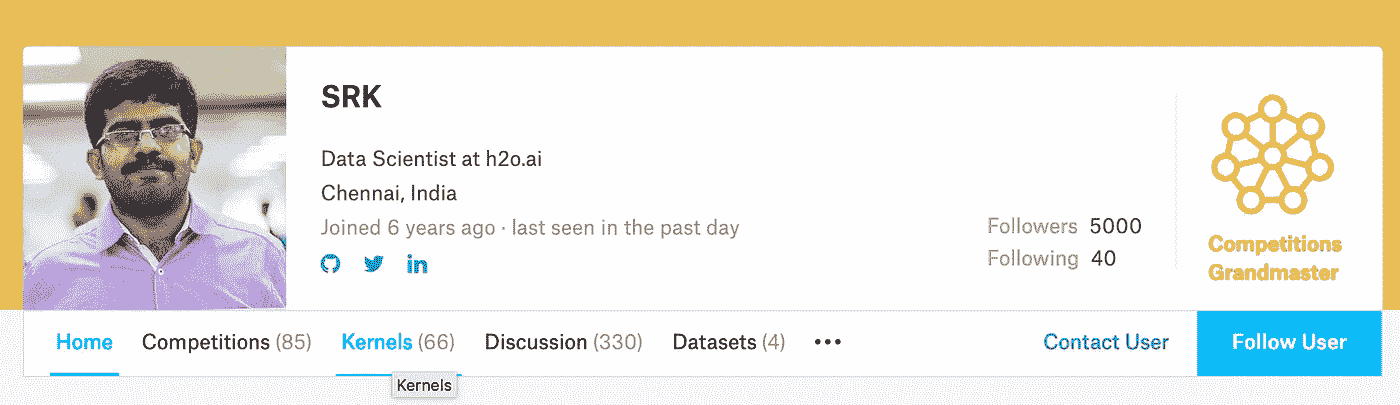 SRK
Data Scientist at h2o.ai
Chennai, India
Joined 6 years ago · last seen in the past day
Followers 5000
Following 40
Competitions
Grandmaster
Home Competitions (85) Kernels (66) Discussion (330) Datasets (4) ••• Contact User Follow User
Kernels